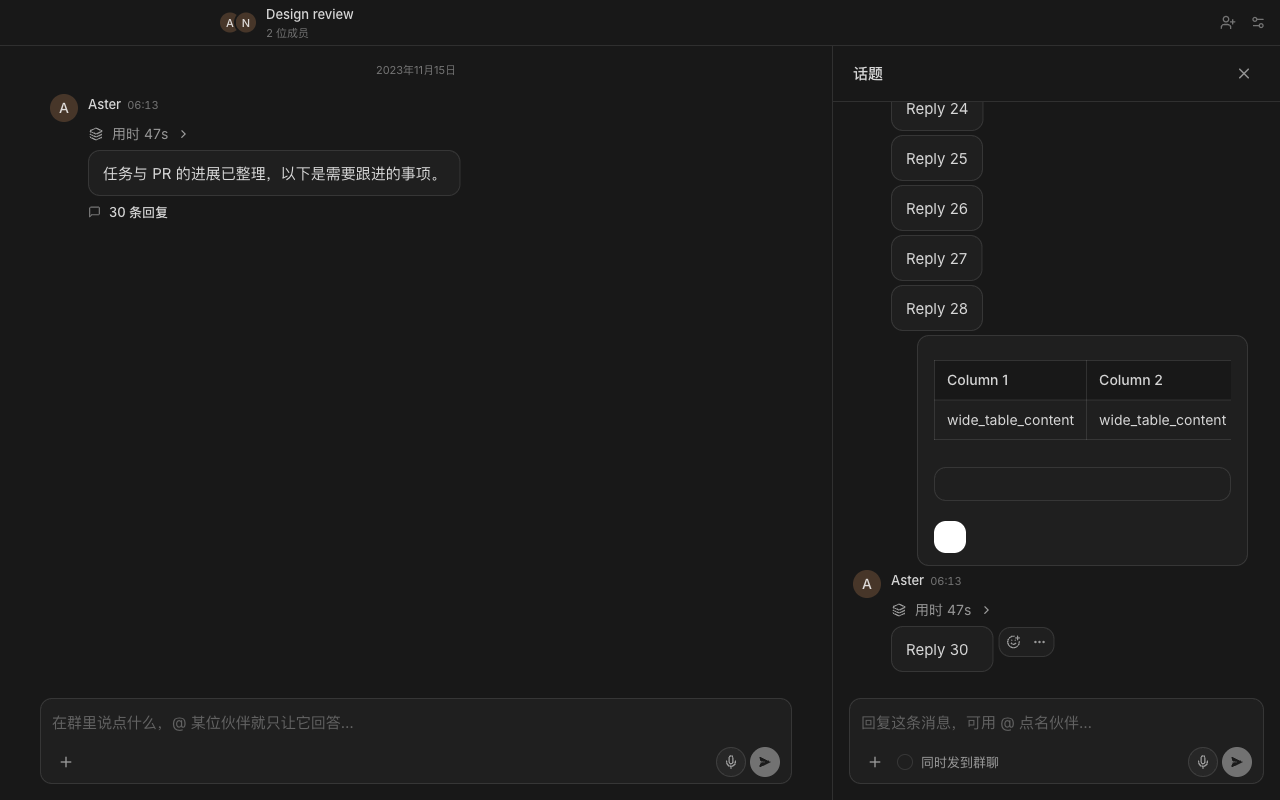 A N
Design review
2 位成员
2023年11月15日
A
Aster 06:13
用时 47s
任务与 PR 的进展已整理，以下是需要跟进的事项。
30 条回复
在群里说点什么，@ 某位伙伴就只让它回答...
话题
Reply 24
Reply 25
Reply 26
Reply 27
Reply 28
Column 1 Column 2
wide_table_content wide_table_content
A
Aster 06:13
用时 47s
Reply 30
回复这条消息，可用 @ 点名伙伴...
同时发到群聊